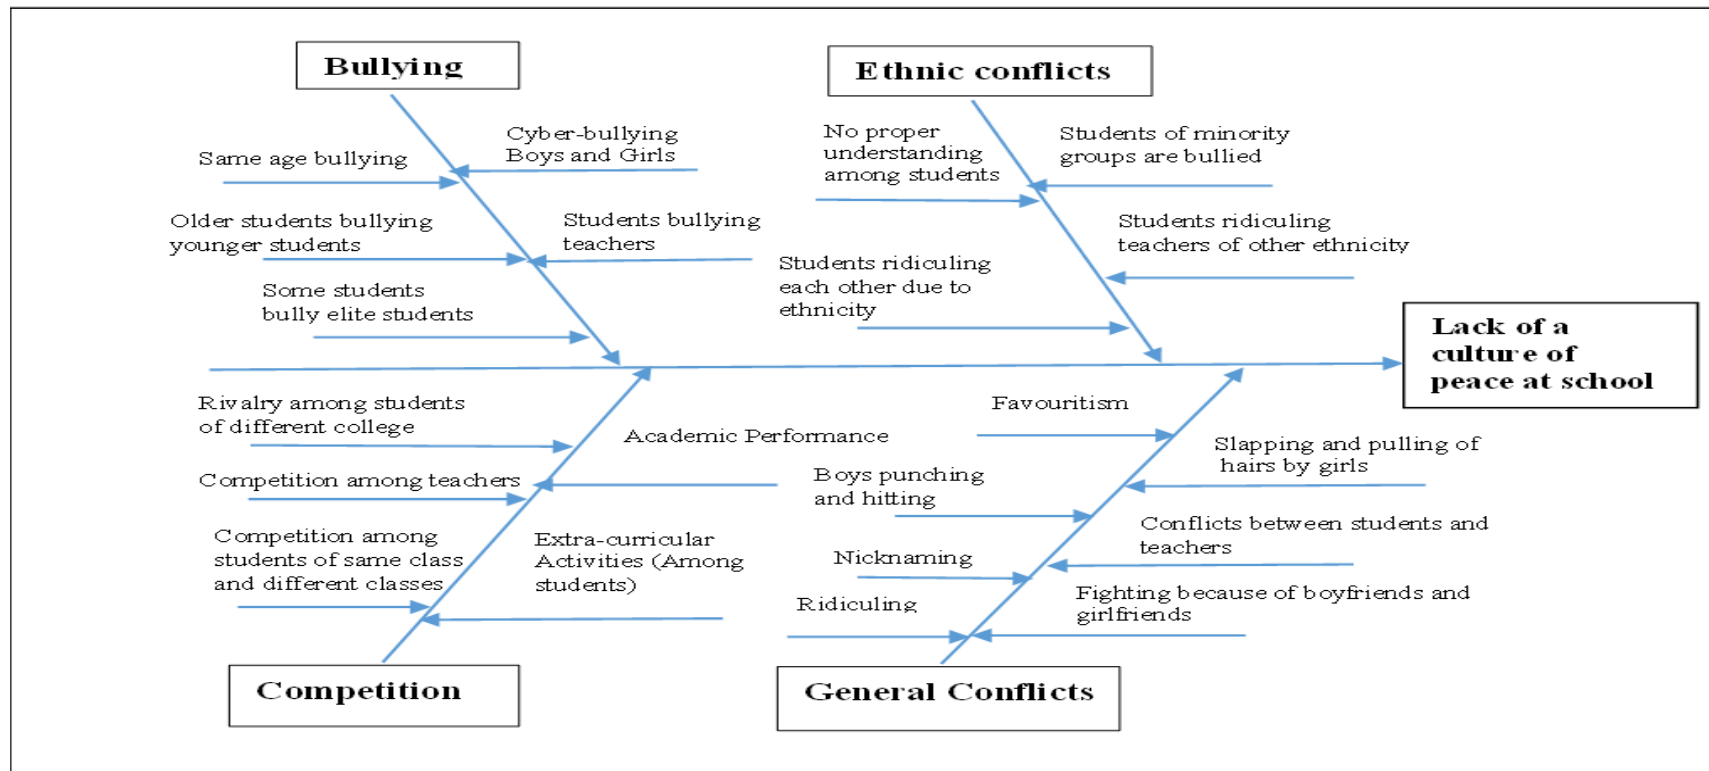 Bullying
Ethnic conflicts
Same age bullying
Cyber-bullying
Boys and Girls
Older students bullying
younger students
Students bullying
teachers
Some students
bully elite students
No proper
understanding
among students
Students of minority
groups are bullied
Students ridiculing
teachers of other ethnicity
Students ridiculing
each other due to
ethnicity
Lack of a
culture of
peace at school
Rivalry among students
of different college
Academic Performance
Competition among teachers
Competition among
students of same class
and different classes
Extra-curricular
Activities (Among
students)
Favouritism
Slapping and pulling of
hairs by girls
Boys punching
and hitting
Conflicts between students and
teachers
Nicknaming
Ridiculing
Fighting because of boyfriends and
girlfriends
Competition
General Conflicts